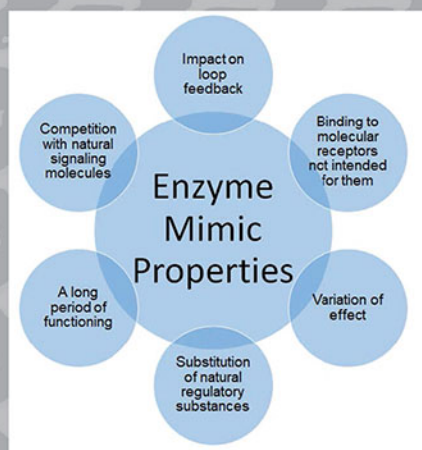 Impact on
loop
feedback
Binding to
molecular
receptors
not intended
for them
Variation of
effect
Substitution
of natural
regulatory
substances
A long
period of
functioning
Competition
with natural
signaling
molecules
Enzyme
Mimic
Properties